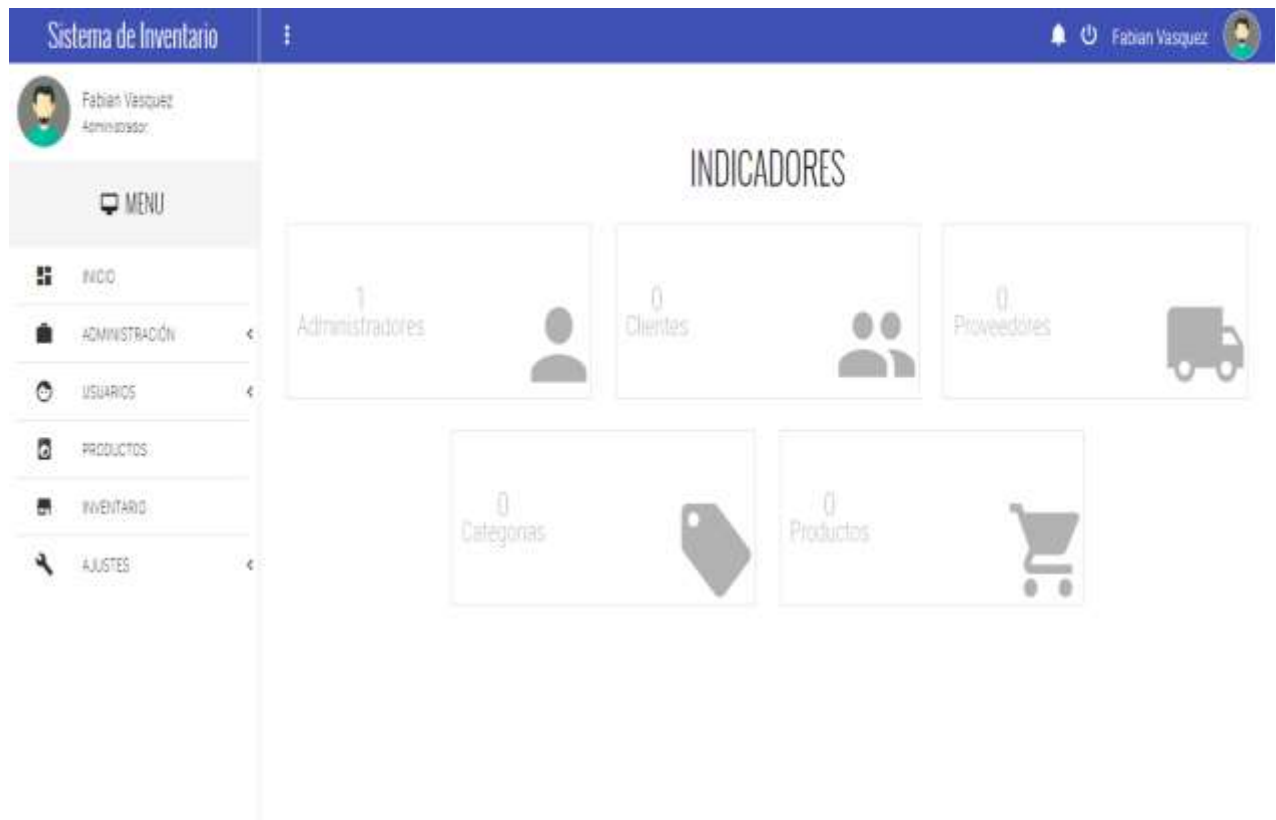 Sistema de Inventario
Fabian Vasquez
Fabian Vasquez
Administrador
MENU
INICIO
ADMINISTRACIÓN
USUARIOS
PRODUCTOS
INVENTARIO
AJUSTES
INDICADORES
1
Administradores
0
Clientes
0
Proveedores
0
Categorias
0
Productos